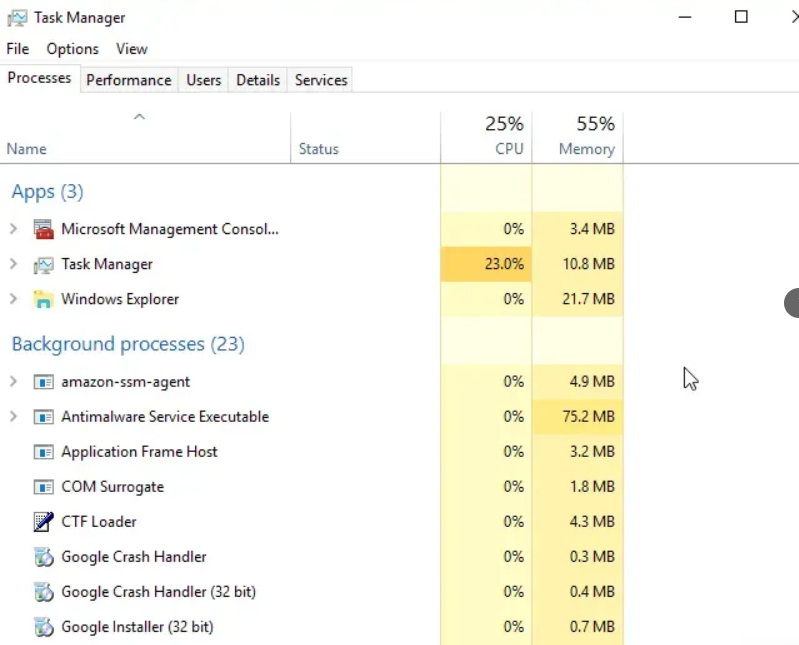 Task Manager
File Options View
Processes Performance Users Details Services
25% 55%
Name Status CPU Memory
Apps (3)
Microsoft Management Consol... 0% 3.4 MB
Task Manager 23.0% 10.8 MB
Windows Explorer 0% 21.7 MB
Background processes (23)
amazon-ssm-agent 0% 4.9 MB
Antimalware Service Executable 0% 75.2 MB
Application Frame Host 0% 3.2 MB
COM Surrogate 0% 1.8 MB
CTF Loader 0% 4.3 MB
Google Crash Handler 0% 0.3 MB
Google Crash Handler (32 bit) 0% 0.4 MB
Google Installer (32 bit) 0% 0.7 MB